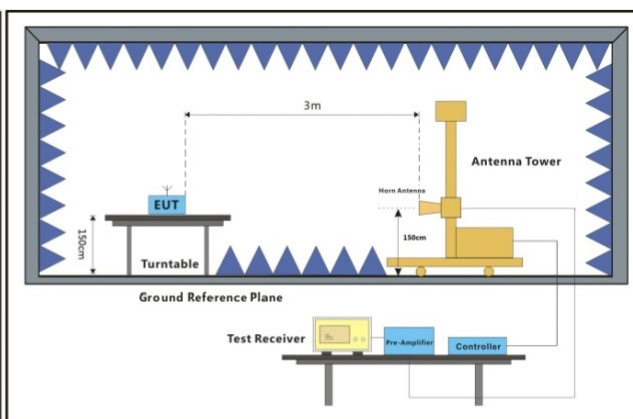 3m
Antenna Tower
Horn Antenna
EUT
150cm
150cm
Turntable
Ground Reference Plane
Test Receiver
Pre-Amplifier
Controller